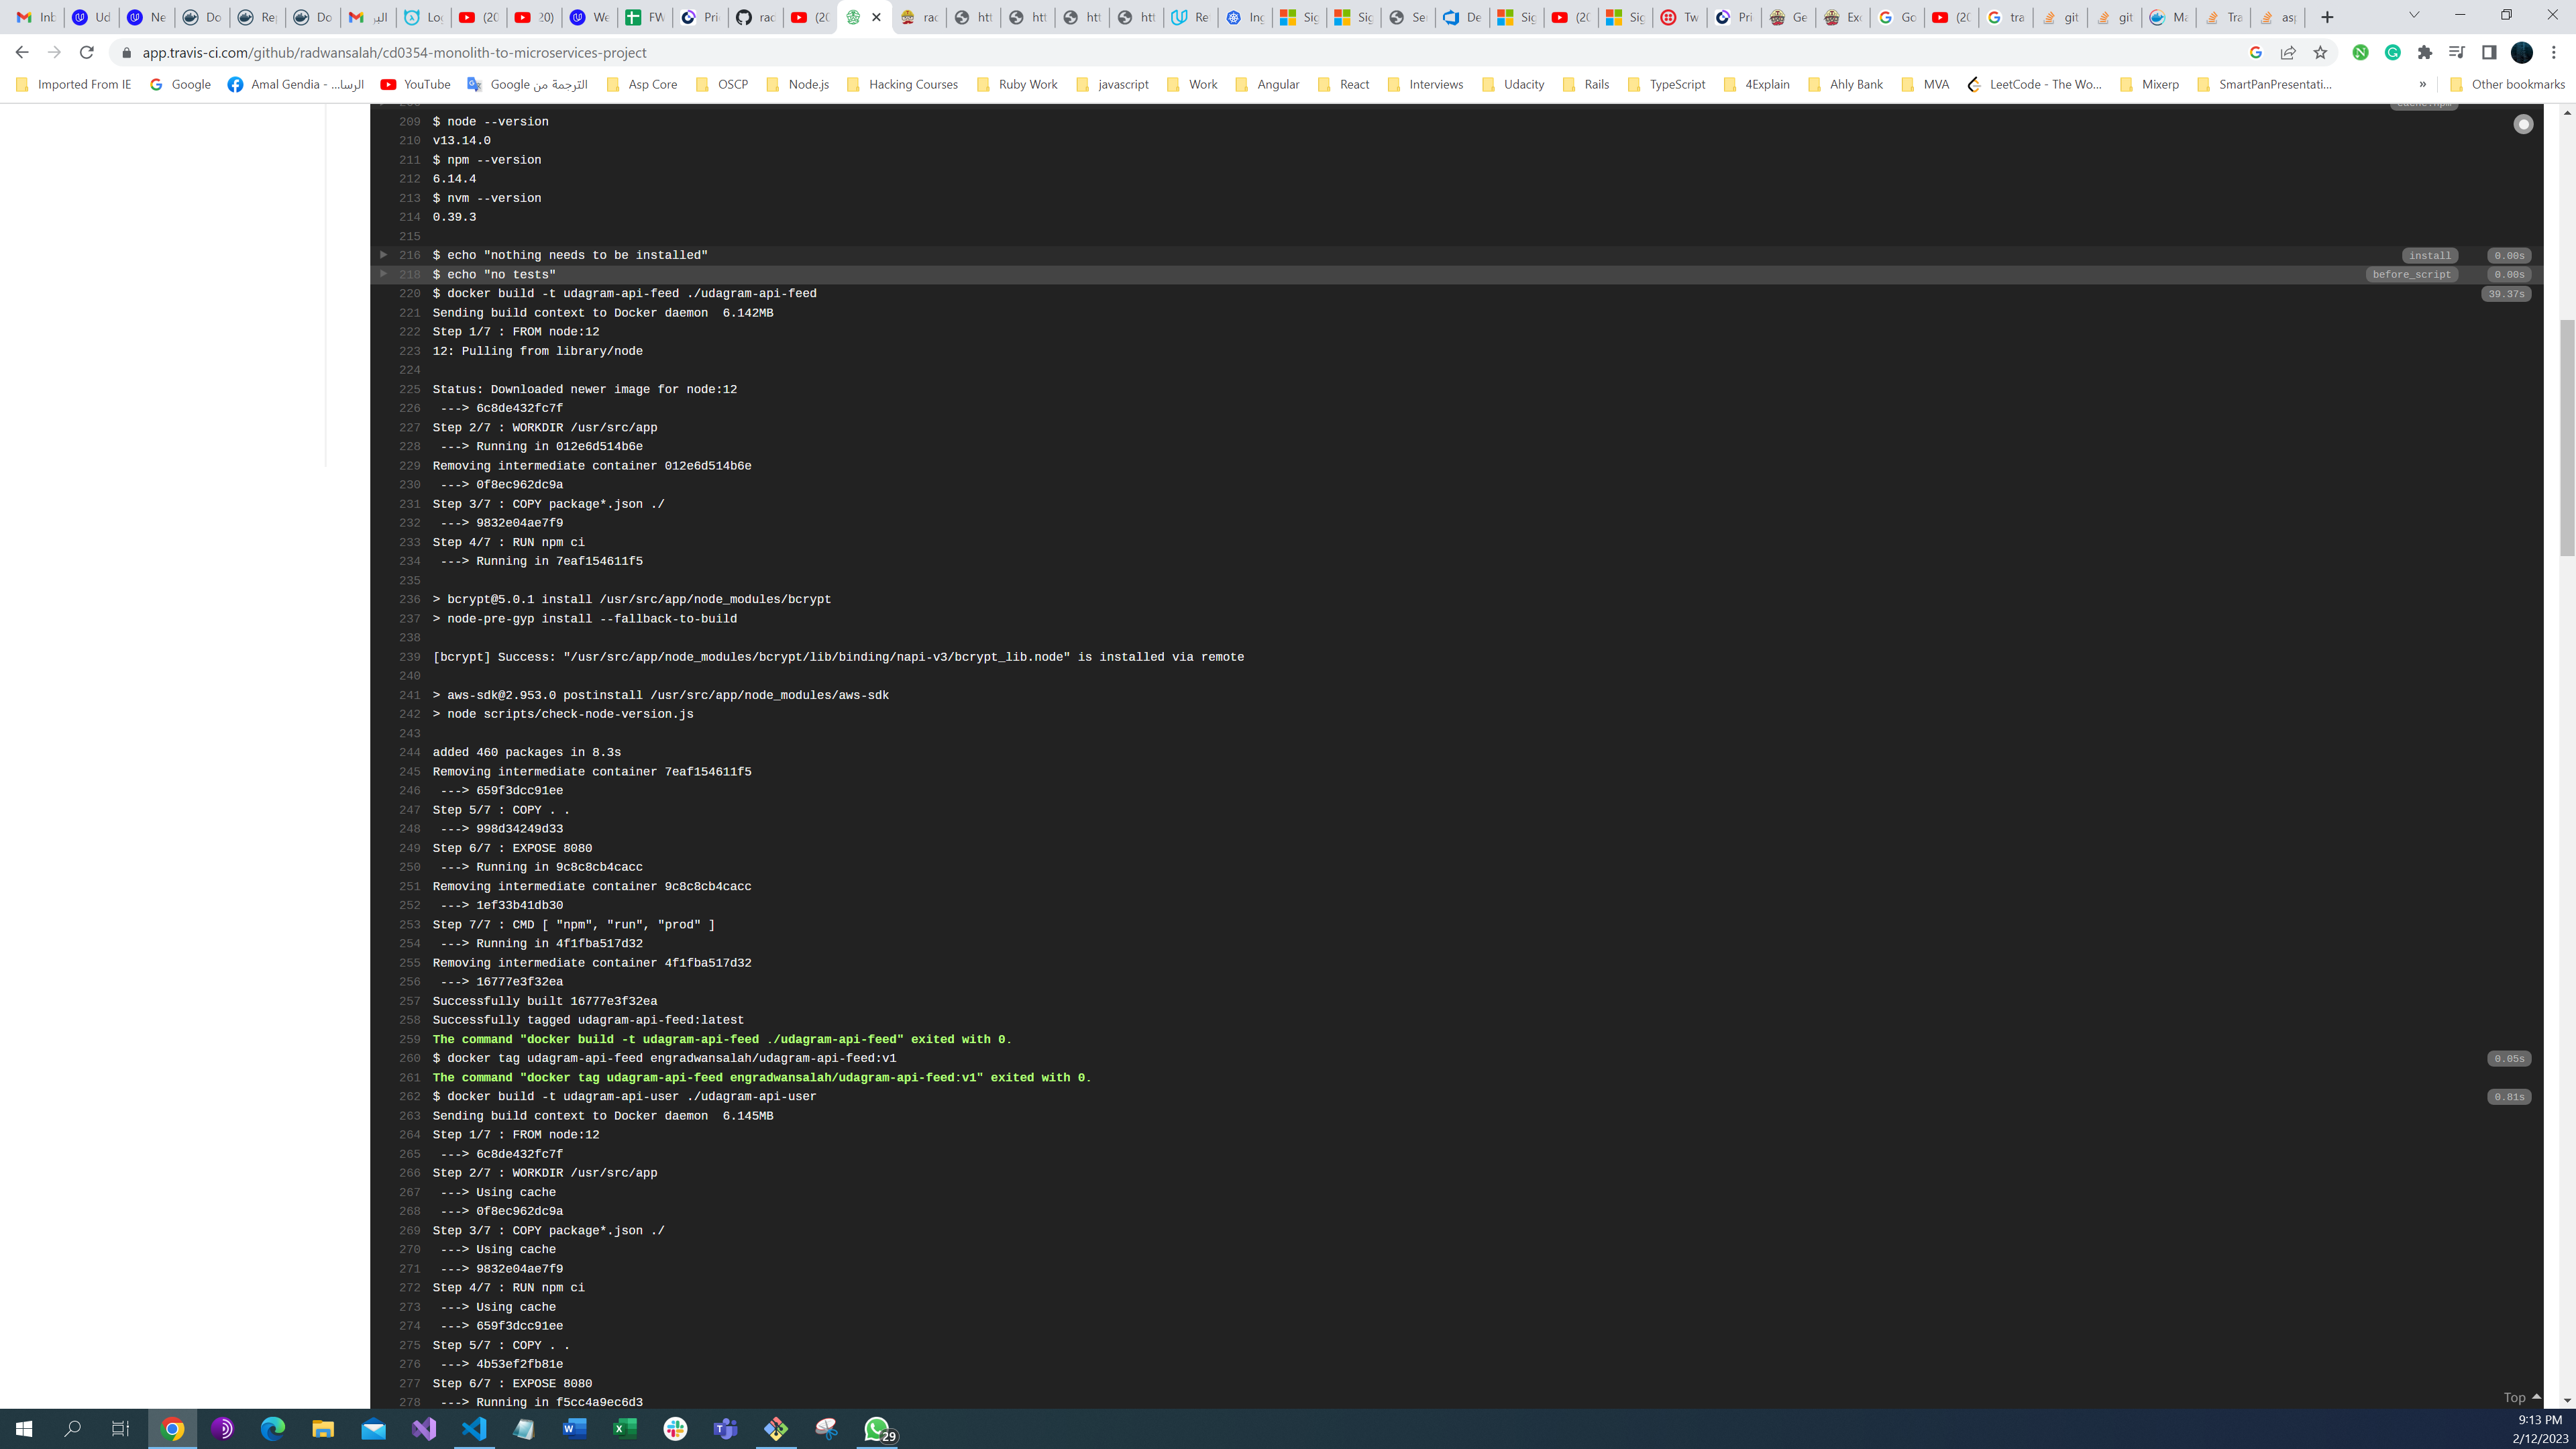 Inb
Ud
Ne
Do
Re
Do
Log
(20
20)
We
FW
Pri
rad
(20
rad
htt
htt
htt
htt
Re
Ing
Sig
Sig
Se
De
Sig
(20
Sig
Tw
Pri
Ge
Exc
Go
(20
tra
git
git
Ma
Tra
asp
app.travis-ci.com/github/radwansalah/cd0354-monolith-to-microservices-project
Imported From IE
Google
Amal Gendia - ...الرسا
YouTube
الترجمة من Google
Asp Core
OSCP
Node.js
Hacking Courses
Ruby Work
javascript
Work
Angular
React
Interviews
Udacity
Rails
TypeScript
4Explain
Ahly Bank
MVA
LeetCode - The Wo...
Mixerp
SmartPanPresentati...
»
Other bookmarks
cache.npm
209 $ node --version
210 v13.14.0
211 $ npm --version
212 6.14.4
213 $ nvm --version
214 0.39.3
215
216 $ echo "nothing needs to be installed" install 0.00s
218 $ echo "no tests" before_script 0.00s
220 $ docker build -t udagram-api-feed ./udagram-api-feed 39.37s
221 Sending build context to Docker daemon  6.142MB
222 Step 1/7 : FROM node:12
223 12: Pulling from library/node
224
225 Status: Downloaded newer image for node:12
226  ---> 6c8de432fc7f
227 Step 2/7 : WORKDIR /usr/src/app
228  ---> Running in 012e6d514b6e
229 Removing intermediate container 012e6d514b6e
230  ---> 0f8ec962dc9a
231 Step 3/7 : COPY package*.json ./
232  ---> 9832e04ae7f9
233 Step 4/7 : RUN npm ci
234  ---> Running in 7eaf154611f5
235
236 > bcrypt@5.0.1 install /usr/src/app/node_modules/bcrypt
237 > node-pre-gyp install --fallback-to-build
238
239 [bcrypt] Success: "/usr/src/app/node_modules/bcrypt/lib/binding/napi-v3/bcrypt_lib.node" is installed via remote
240
241 > aws-sdk@2.953.0 postinstall /usr/src/app/node_modules/aws-sdk
242 > node scripts/check-node-version.js
243
244 added 460 packages in 8.3s
245 Removing intermediate container 7eaf154611f5
246  ---> 659f3dcc91ee
247 Step 5/7 : COPY . .
248  ---> 998d34249d33
249 Step 6/7 : EXPOSE 8080
250  ---> Running in 9c8c8cb4cacc
251 Removing intermediate container 9c8c8cb4cacc
252  ---> 1ef33b41db30
253 Step 7/7 : CMD [ "npm", "run", "prod" ]
254  ---> Running in 4f1fba517d32
255 Removing intermediate container 4f1fba517d32
256  ---> 16777e3f32ea
257 Successfully built 16777e3f32ea
258 Successfully tagged udagram-api-feed:latest
259 The command "docker build -t udagram-api-feed ./udagram-api-feed" exited with 0.
260 $ docker tag udagram-api-feed engradwansalah/udagram-api-feed:v1 0.05s
261 The command "docker tag udagram-api-feed engradwansalah/udagram-api-feed:v1" exited with 0.
262 $ docker build -t udagram-api-user ./udagram-api-user 0.81s
263 Sending build context to Docker daemon  6.145MB
264 Step 1/7 : FROM node:12
265  ---> 6c8de432fc7f
266 Step 2/7 : WORKDIR /usr/src/app
267  ---> Using cache
268  ---> 0f8ec962dc9a
269 Step 3/7 : COPY package*.json ./
270  ---> Using cache
271  ---> 9832e04ae7f9
272 Step 4/7 : RUN npm ci
273  ---> Using cache
274  ---> 659f3dcc91ee
275 Step 5/7 : COPY . .
276  ---> 4b53ef2fb81e
277 Step 6/7 : EXPOSE 8080
278  ---> Running in f5cc4a9ec6d3
Top
29
9:13 PM
2/12/2023